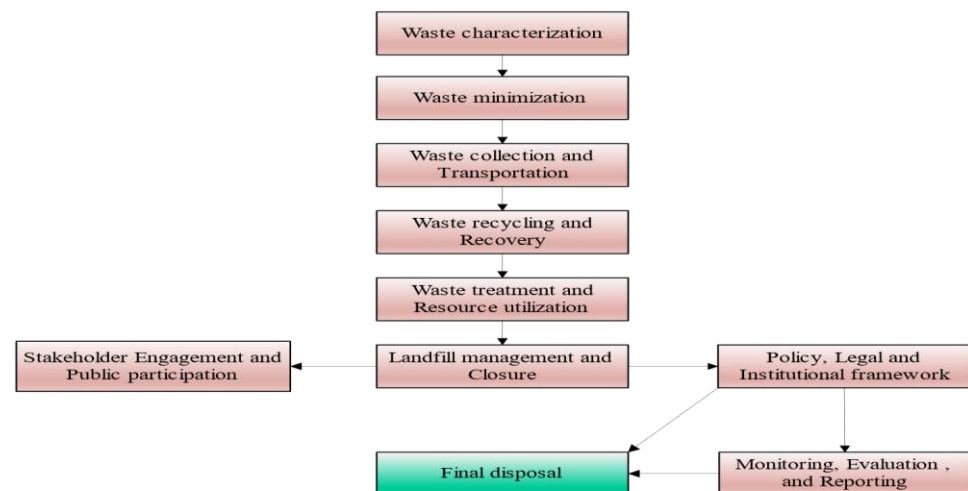 Waste characterization
Waste minimization
Waste collection and
Transportation
Waste recycling and
Recovery
Waste treatment and
Resource utilization
Stakeholder Engagement and
Public participation
Landfill management and
Closure
Policy, Legal and
Institutional framework
Final disposal
Monitoring, Evaluation ,
and Reporting